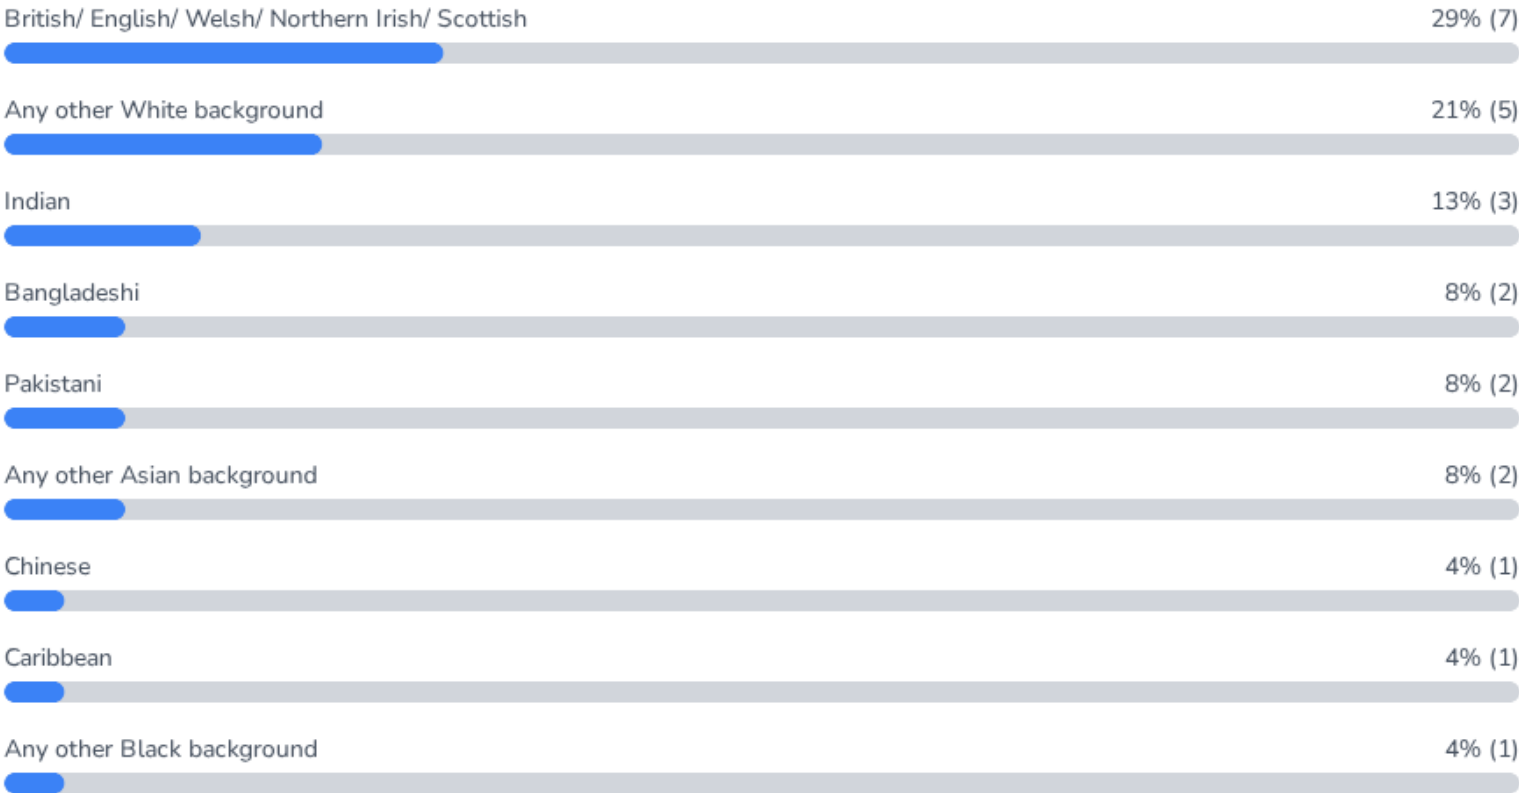 British/ English/ Welsh/ Northern Irish/ Scottish 29% (7)
Any other White background 21% (5)
Indian 13% (3)
Bangladeshi 8% (2)
Pakistani 8% (2)
Any other Asian background 8% (2)
Chinese 4% (1)
Caribbean 4% (1)
Any other Black background 4% (1)